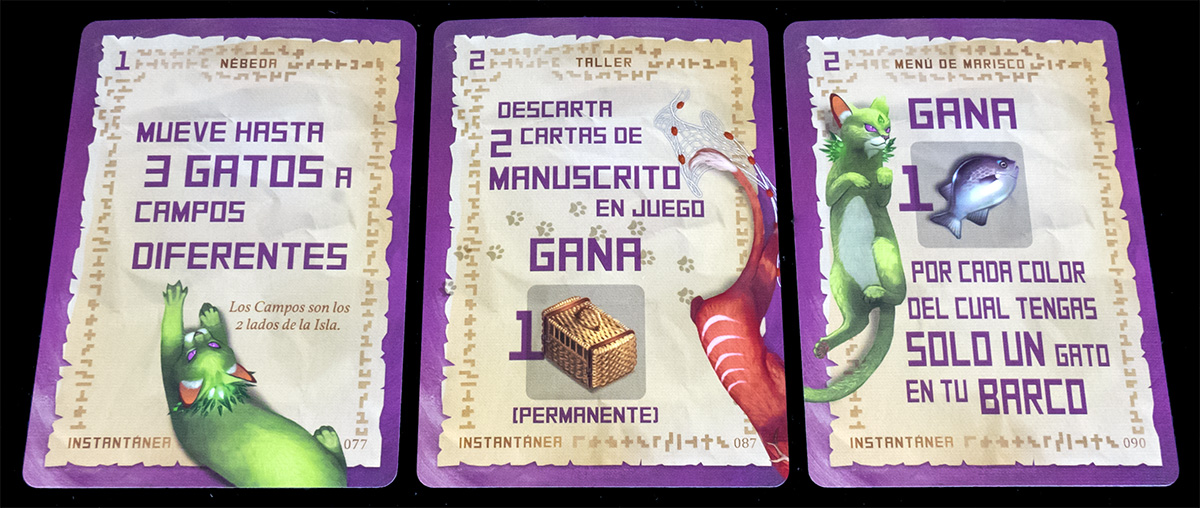 1
NÉBEDA
MUEVE HASTA
3 GATOS A
CAMPOS
DIFERENTES
Los Campos son los
2 lados de la Isla.
INSTANTÁNEA
077
2
TALLER
DESCARTA
2 CARTAS DE
MANUSCRITO
EN JUEGO
GANA
1
(PERMANENTE)
INSTANTÁNEA
087
2
MENÚ DE MARISCO
GANA
1
POR CADA COLOR
DEL CUAL TENGAS
SOLO UN GATO
EN TU BARCO
INSTANTÁNEA
090